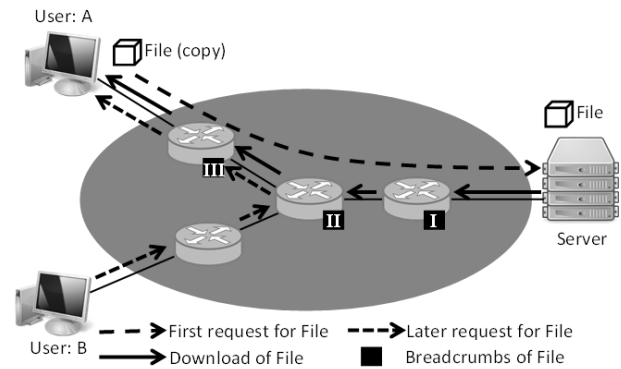 User: A
File (copy)
File
III
II
I
Server
User: B
First request for File
Later request for File
Download of File
Breadcrumbs of File